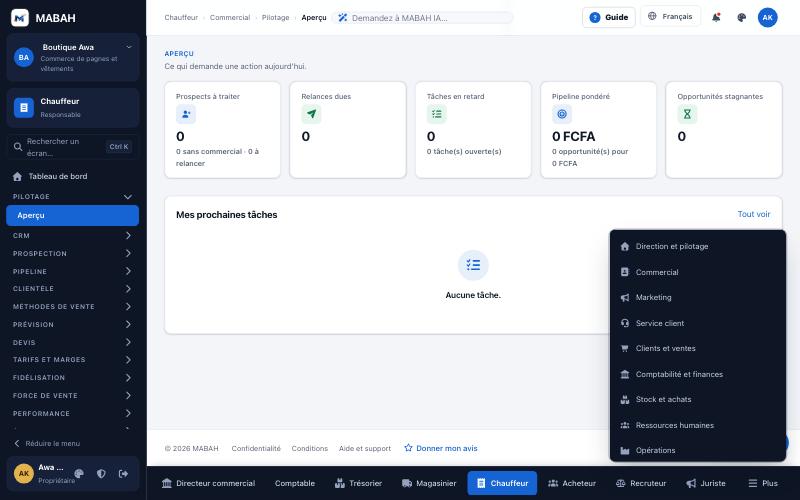 MABAH
BA
Boutique Awa
Commerce de pagnes et
vêtements
Chauffeur
Responsable
Rechercher un
écran...
Ctrl K
Tableau de bord
PILOTAGE
Aperçu
CRM
PROSPECTION
PIPELINE
CLIENTÈLE
MÉTHODES DE VENTE
PRÉVISION
DEVIS
TARIFS ET MARGES
FIDÉLISATION
FORCE DE VENTE
PERFORMANCE
Réduire le menu
AK
Awa ...
Propriétaire
Chauffeur
Commercial
Pilotage
Aperçu
Demandez à MABAH IA...
? Guide
Français
AK
APERÇU
Ce qui demande une action aujourd'hui.
Prospects à traiter
0
0 sans commercial · 0 à
relancer
Relances dues
0
Tâches en retard
0
0 tâche(s) ouverte(s)
Pipeline pondéré
0 FCFA
0 opportunité(s) pour
0 FCFA
Opportunités stagnantes
0
Mes prochaines tâches
Tout voir
Aucune tâche.
Direction et pilotage
Commercial
Marketing
Service client
Clients et ventes
Comptabilité et finances
Stock et achats
Ressources humaines
Opérations
© 2026 MABAH
Confidentialité
Conditions
Aide et support
Donner mon avis
Directeur commercial
Comptable
Trésorier
Magasinier
Chauffeur
Acheteur
Recruteur
Juriste
Plus